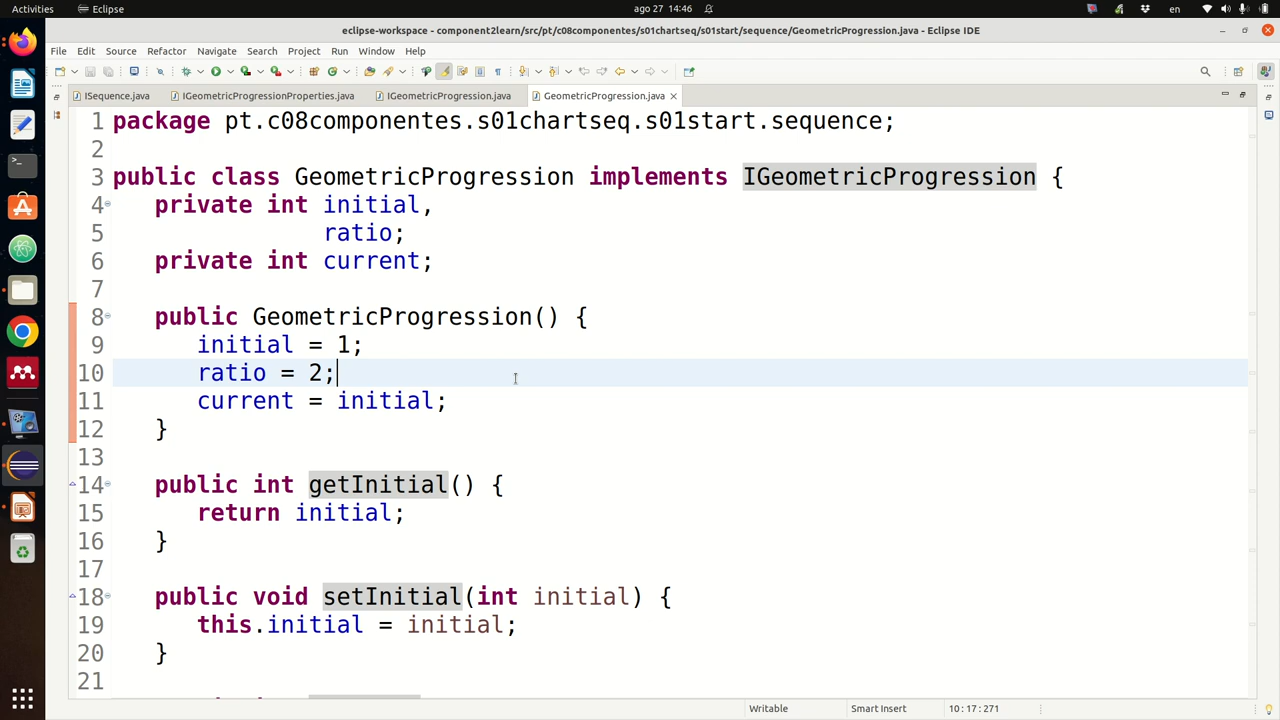 Activities
Eclipse
ago 27 14:46
en
eclipse-workspace - component2learn/src/pt/c08componentes/s01chartseq/s01start/sequence/GeometricProgression.java - Eclipse IDE
File Edit Source Refactor Navigate Search Project Run Window Help
ISequence.java IGeometricProgressionProperties.java IGeometricProgression.java GeometricProgression.java
1 package pt.c08componentes.s01chartseq.s01start.sequence;
2
3 public class GeometricProgression implements IGeometricProgression {
4 private int initial,
5 ratio;
6 private int current;
7
8 public GeometricProgression() {
9 initial = 1;
10 ratio = 2;
11 current = initial;
12 }
13
14 public int getInitial() {
15 return initial;
16 }
17
18 public void setInitial(int initial) {
19 this.initial = initial;
20 }
21
Writable Smart Insert 10 : 17 : 271